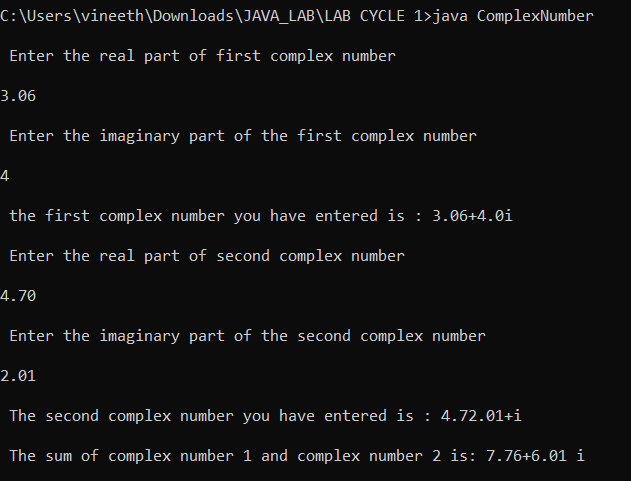 C:\Users\vineeth\Downloads\JAVA_LAB\LAB CYCLE 1>java ComplexNumber
Enter the real part of first complex number
3.06
Enter the imaginary part of the first complex number
4
the first complex number you have entered is : 3.06+4.0i
Enter the real part of second complex number
4.70
Enter the imaginary part of the second complex number
2.01
The second complex number you have entered is : 4.72.01+i
The sum of complex number 1 and complex number 2 is: 7.76+6.01 i